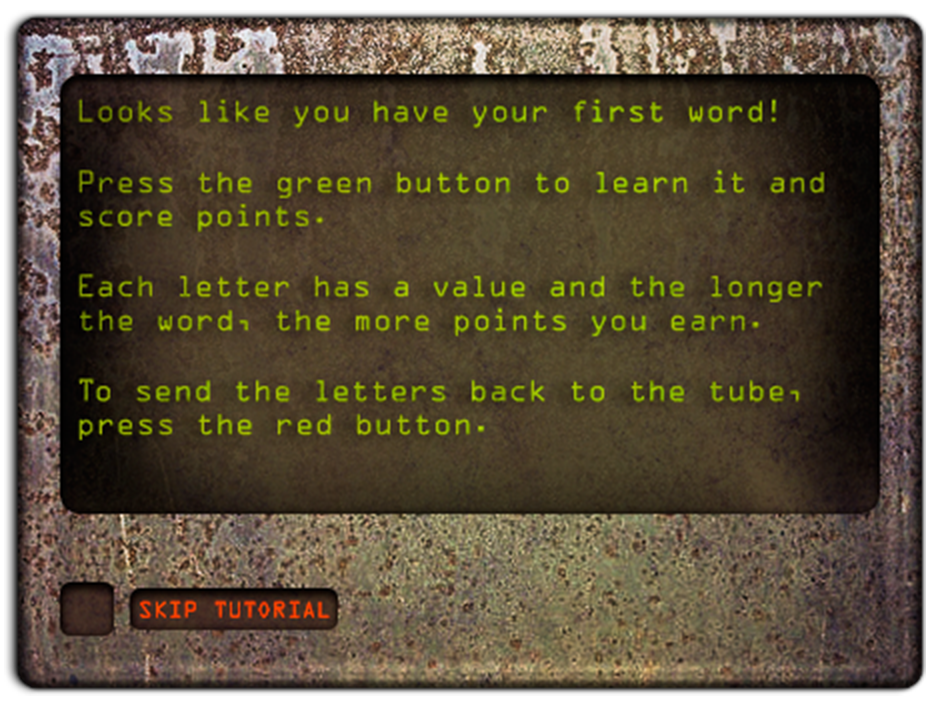 Looks like you have your first word!
Press the green button to learn it and
score points.
Each letter has a value and the longer
the word, the more points you earn.
To send the letters back to the tube,
press the red button.
SKIP TUTORIAL